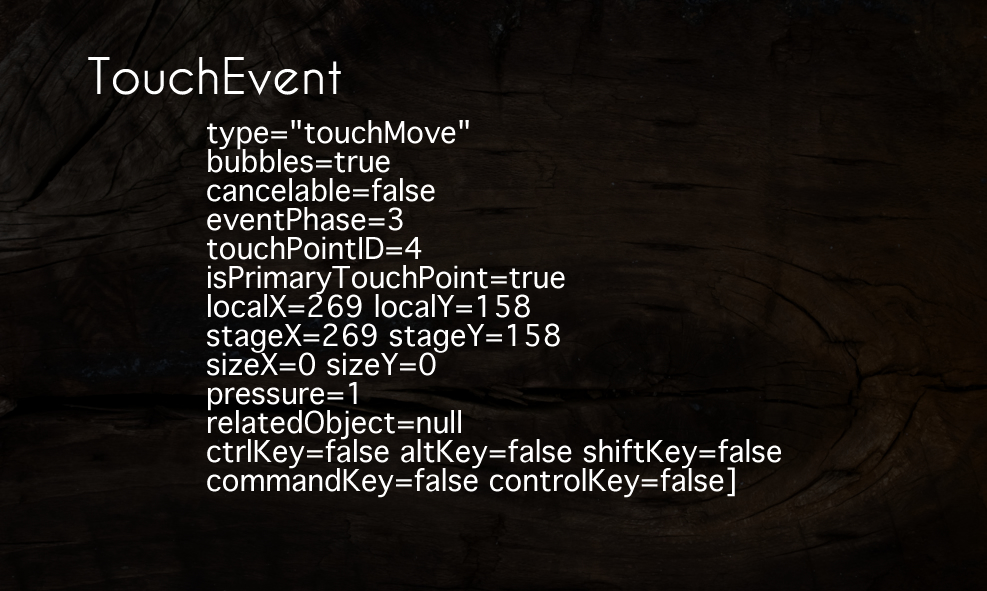 TouchEvent
type="touchMove"
bubbles=true
cancelable=false
eventPhase=3
touchPointID=4
isPrimaryTouchPoint=true
localX=269 localY=158
stageX=269 stageY=158
sizeX=0 sizeY=0
pressure=1
relatedObject=null
ctrlKey=false altKey=false shiftKey=false
commandKey=false controlKey=false]